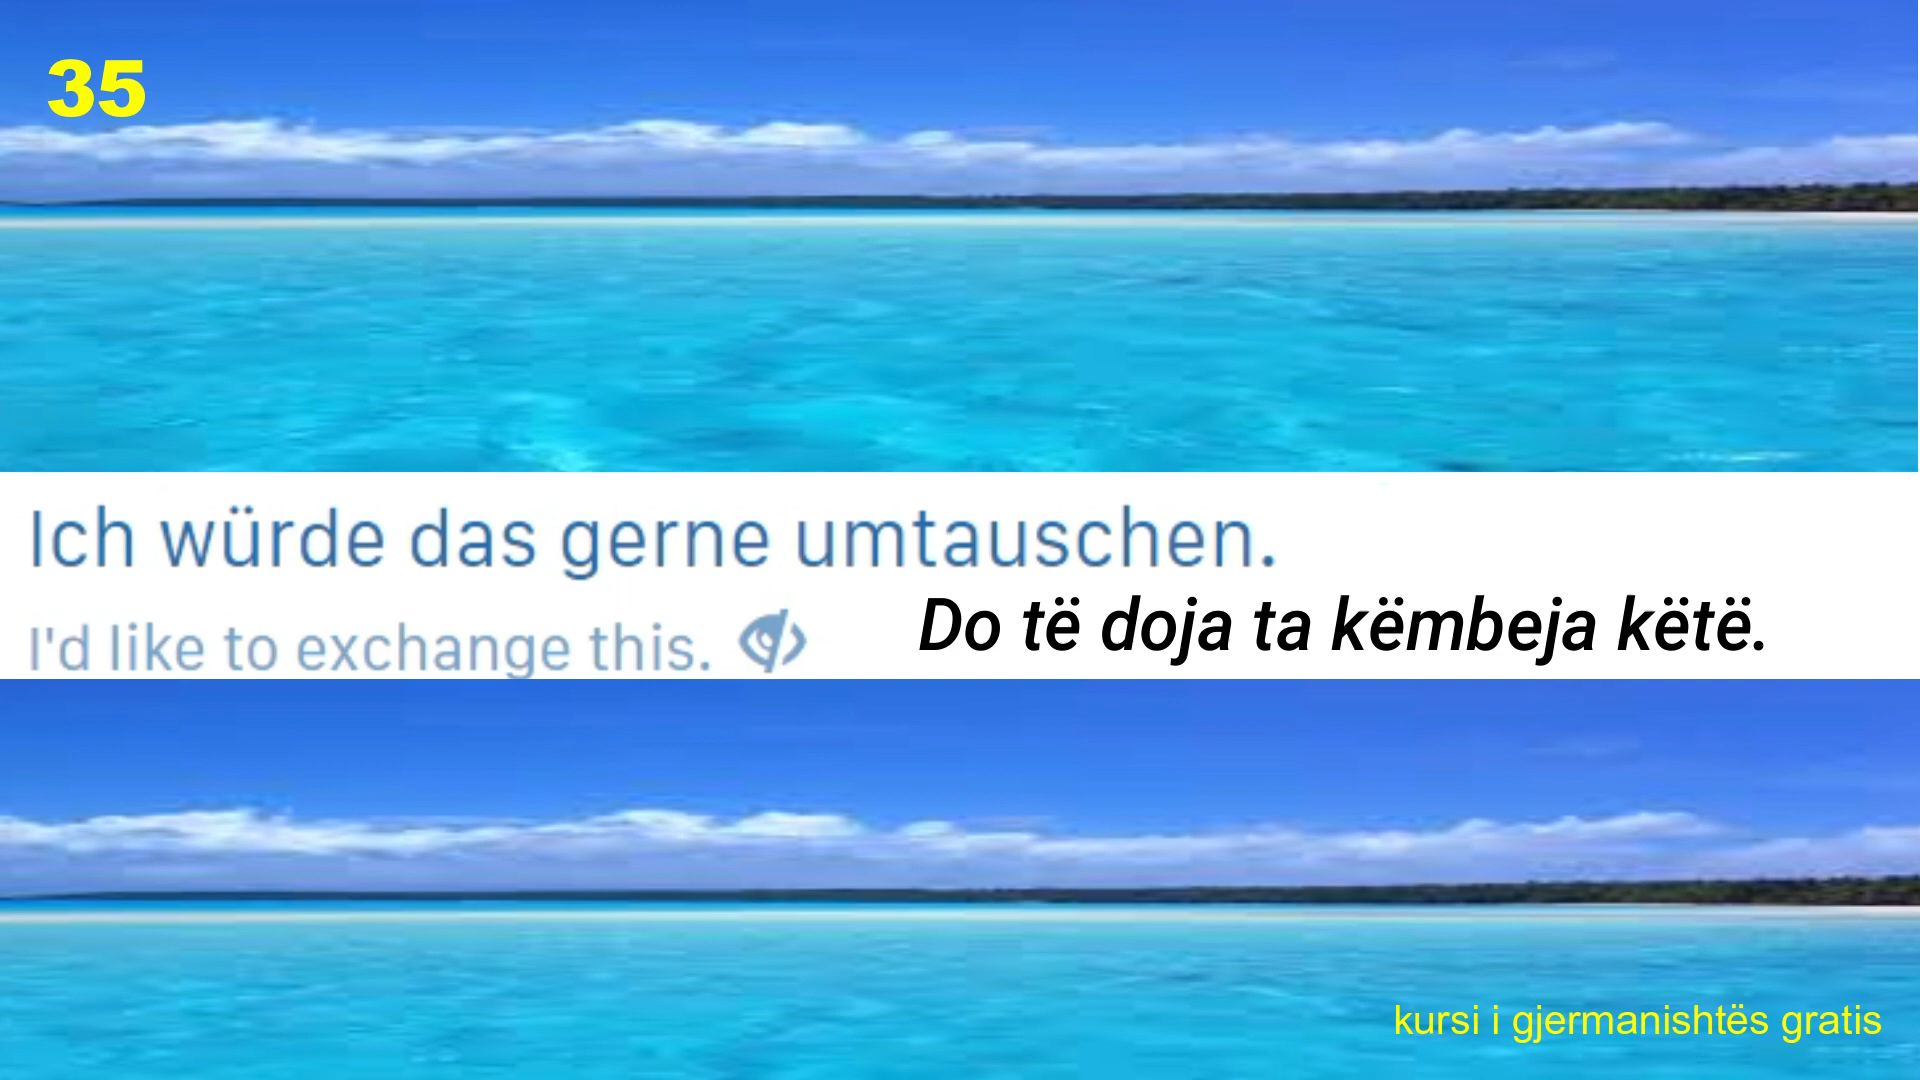 35
Ich würde das gerne umtauschen.
I'd like to exchange this.
Do të doja ta këmbeja këtë.
kursi i gjermanishtës gratis